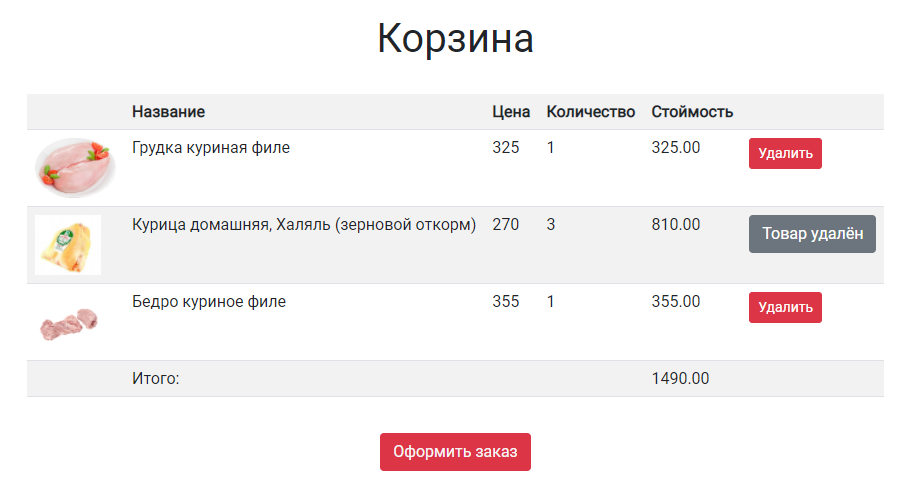 Корзина
Название Цена Количество Стоймость
Грудка куриная филе 325 1 325.00 Удалить
Курица домашняя, Халяль (зерновой откорм) 270 3 810.00 Товар удалён
Бедро куриное филе 355 1 355.00 Удалить
Итого: 1490.00
Оформить заказ